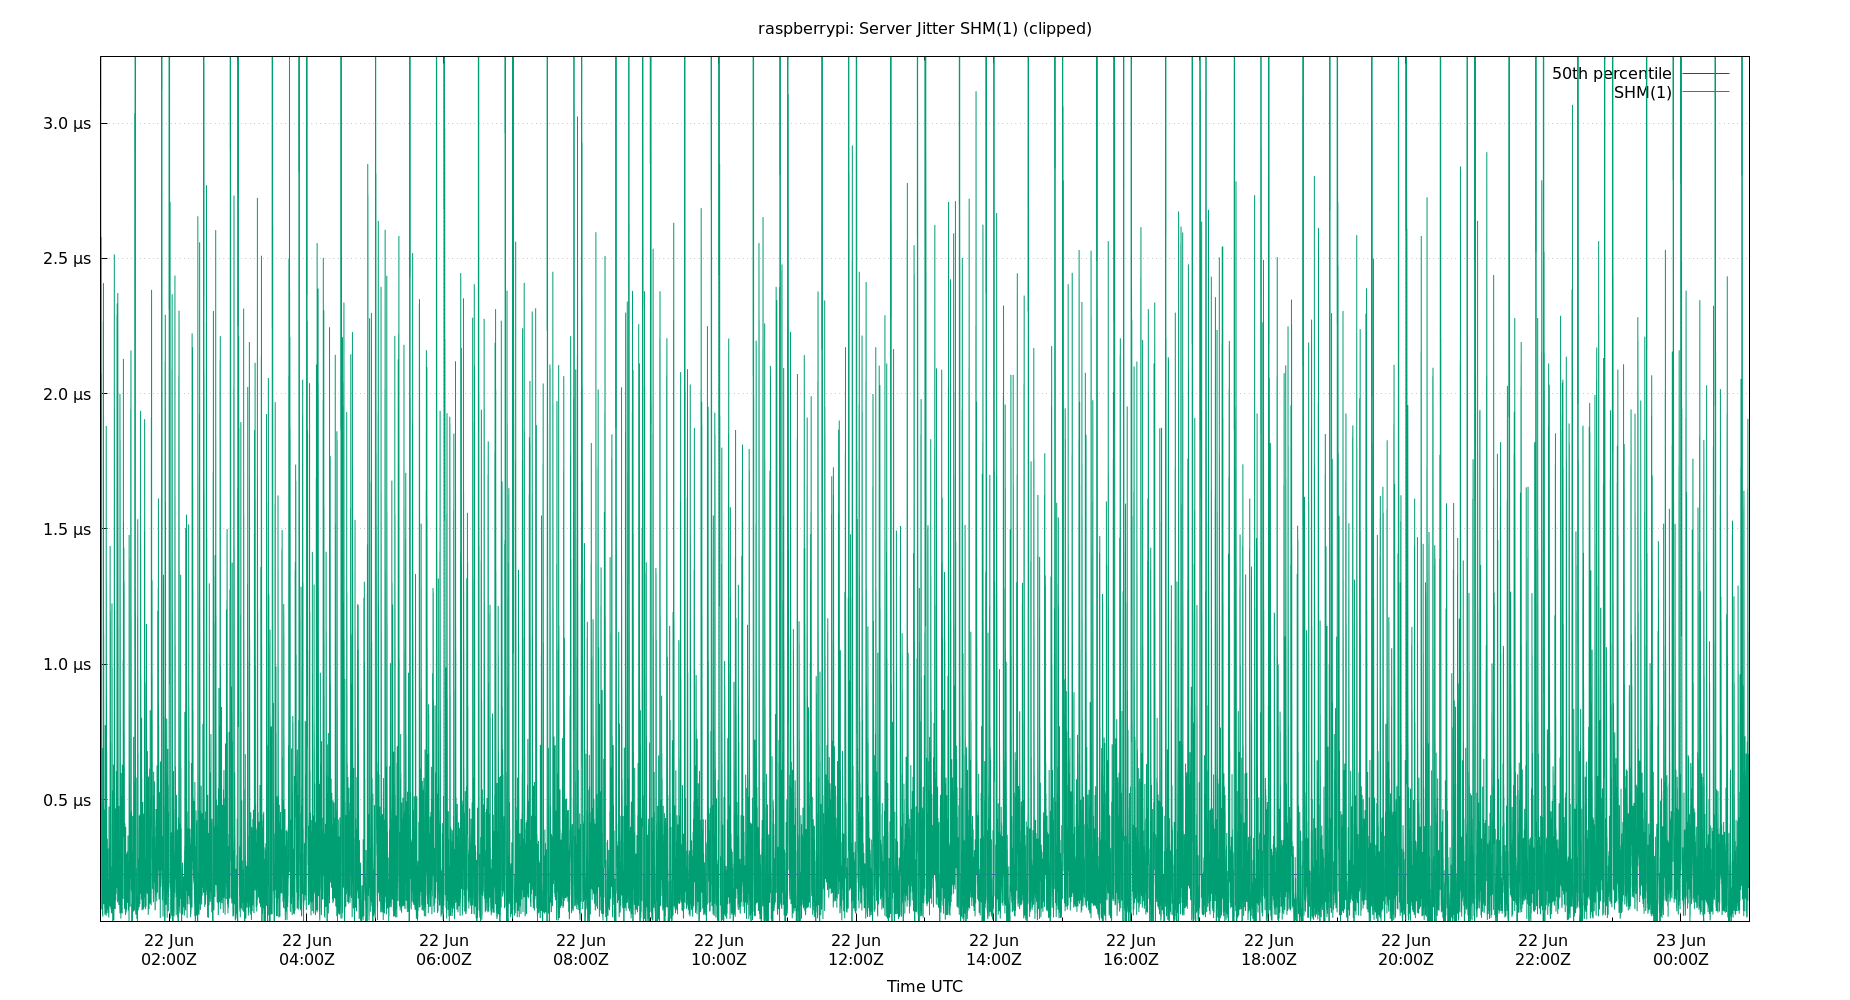 raspberrypi: Server Jitter SHM(1) (clipped)
50th percentile
SHM(1)
3.0 µs
2.5 µs
2.0 µs
1.5 µs
1.0 µs
0.5 µs
22 Jun 22 Jun 22 Jun 22 Jun 22 Jun 22 Jun 22 Jun 22 Jun 22 Jun 22 Jun 22 Jun 23 Jun
02:00Z 04:00Z 06:00Z 08:00Z 10:00Z 12:00Z 14:00Z 16:00Z 18:00Z 20:00Z 22:00Z 00:00Z
Time UTC